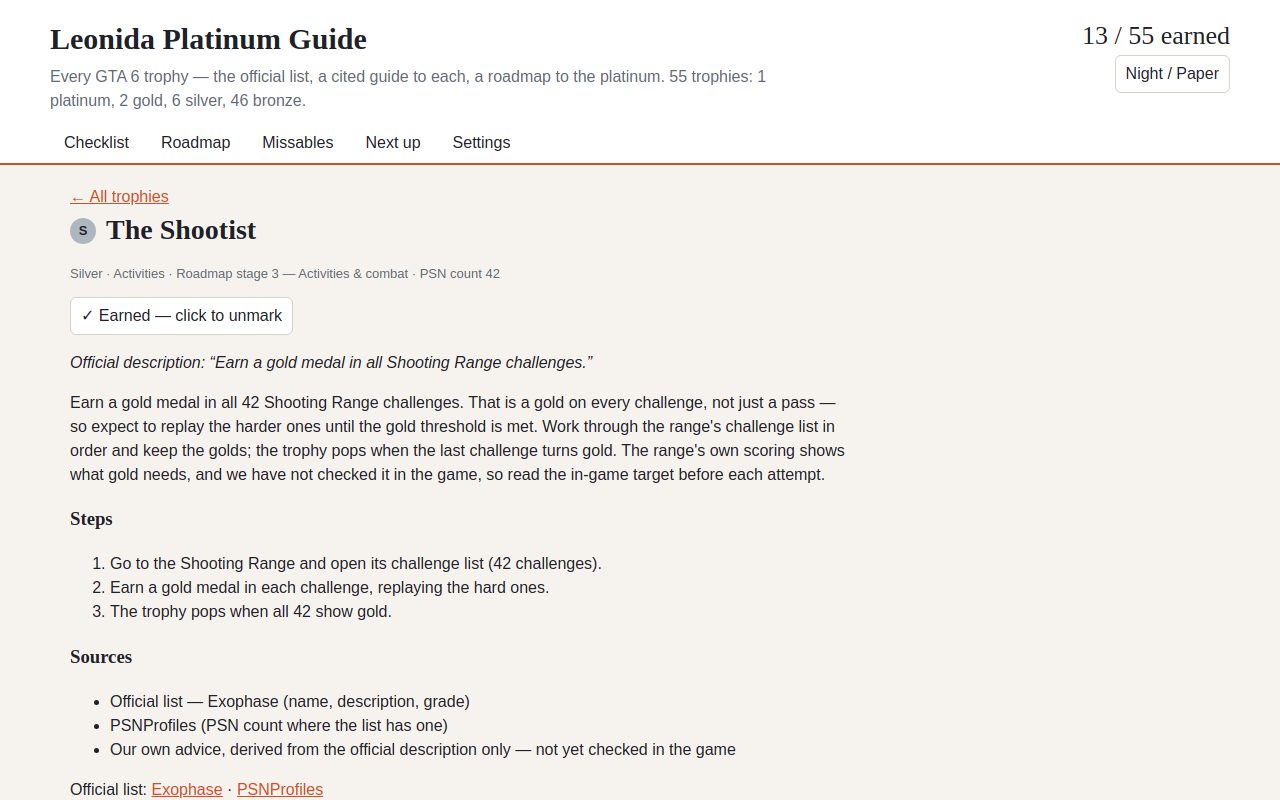 Leonida Platinum Guide
13 / 55 earned
Every GTA 6 trophy — the official list, a cited guide to each, a roadmap to the platinum. 55 trophies: 1
platinum, 2 gold, 6 silver, 46 bronze.
Night / Paper
Checklist Roadmap Missables Next up Settings
← All trophies
S The Shootist
Silver · Activities · Roadmap stage 3 — Activities & combat · PSN count 42
✓ Earned — click to unmark
Official description: “Earn a gold medal in all Shooting Range challenges.”
Earn a gold medal in all 42 Shooting Range challenges. That is a gold on every challenge, not just a pass —
so expect to replay the harder ones until the gold threshold is met. Work through the range's challenge list in
order and keep the golds; the trophy pops when the last challenge turns gold. The range's own scoring shows
what gold needs, and we have not checked it in the game, so read the in-game target before each attempt.
Steps
1. Go to the Shooting Range and open its challenge list (42 challenges).
2. Earn a gold medal in each challenge, replaying the hard ones.
3. The trophy pops when all 42 show gold.
Sources
• Official list — Exophase (name, description, grade)
• PSNProfiles (PSN count where the list has one)
• Our own advice, derived from the official description only — not yet checked in the game
Official list: Exophase · PSNProfiles